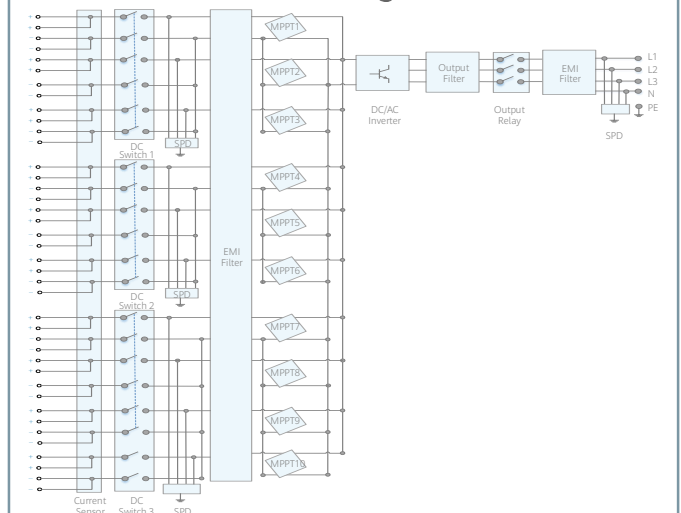 MPPT1
MPPT2
MPPT3
DC
Switch 1
SPD
MPPT4
MPPT5
MPPT6
EMI
Filter
DC
Switch 2
SPD
MPPT7
MPPT8
MPPT9
MPPT10
Current
Sensor
DC
Switch 3
SPD
DC/AC
Inverter
Output
Filter
Output
Relay
EMI
Filter
L1
L2
L3
N
PE
SPD